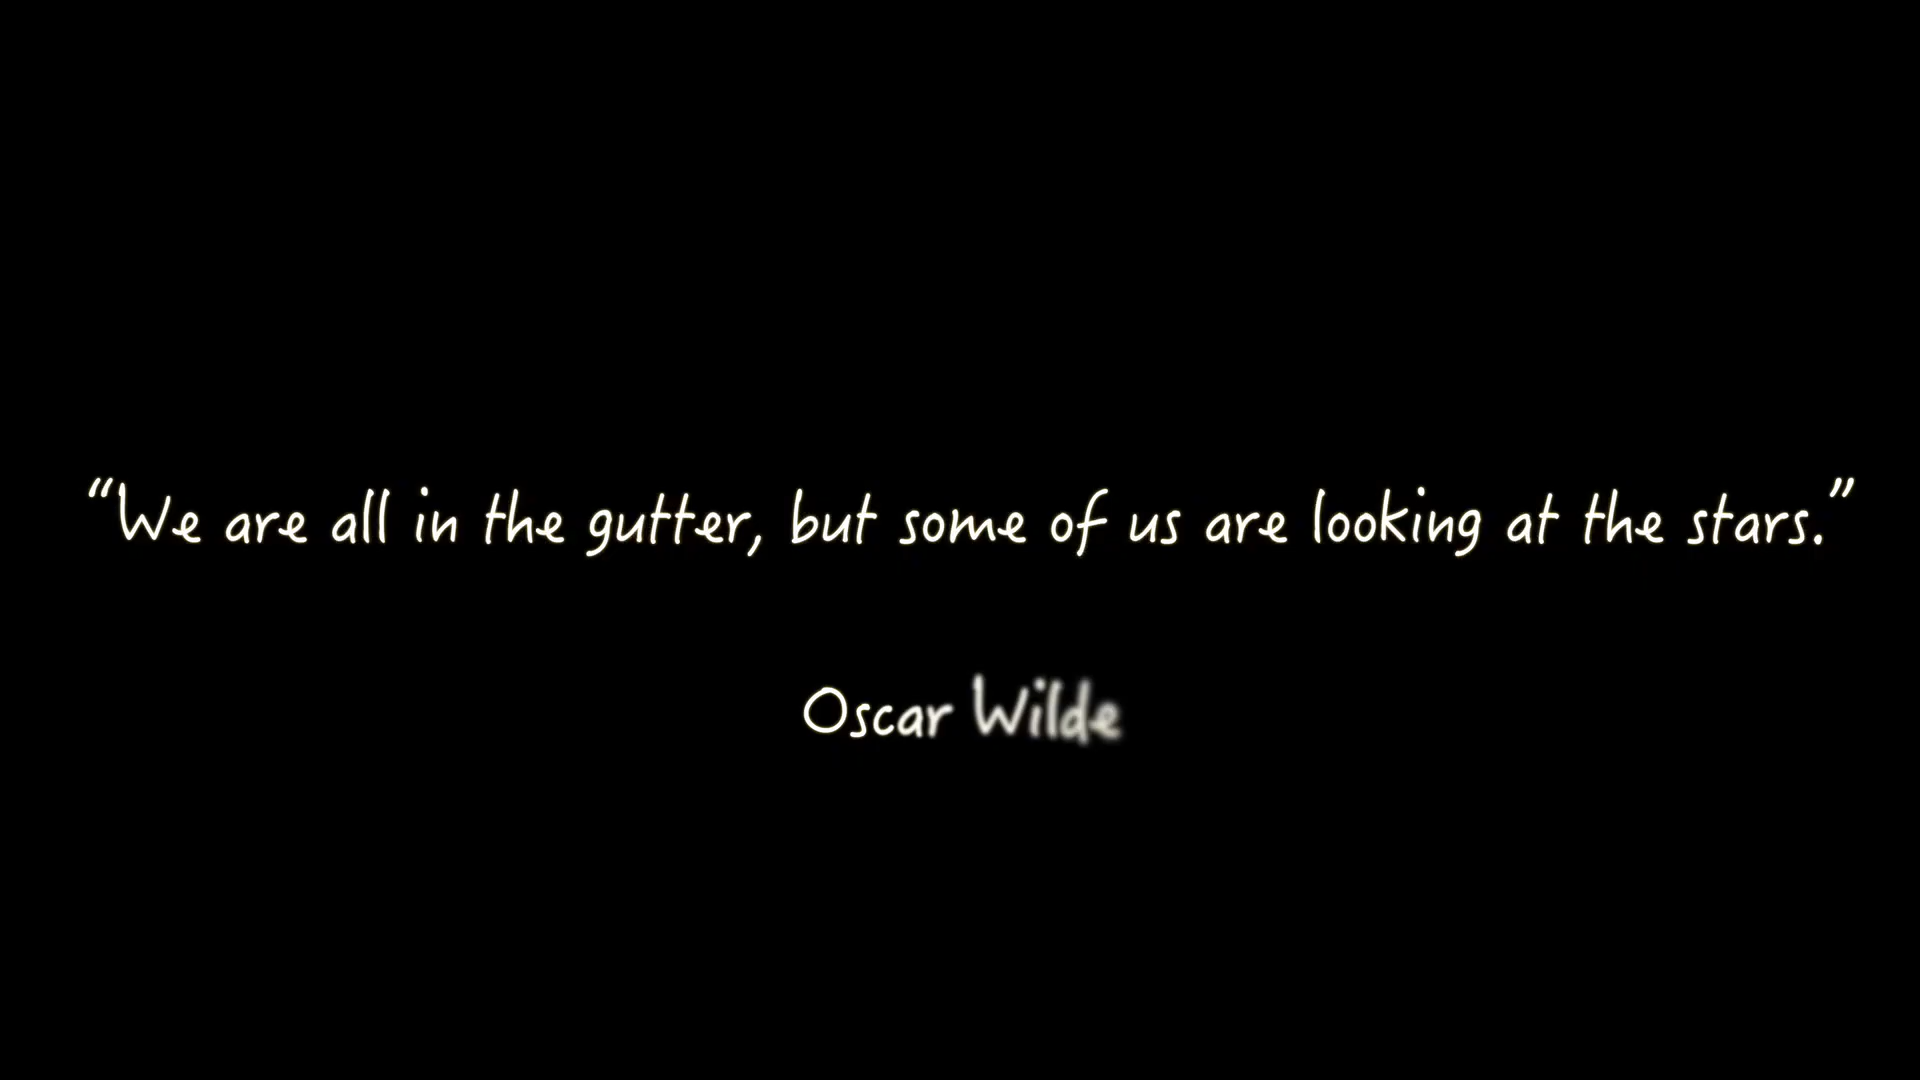 “We are all in the gutter, but some of us are looking at the stars.”
Oscar Wilde